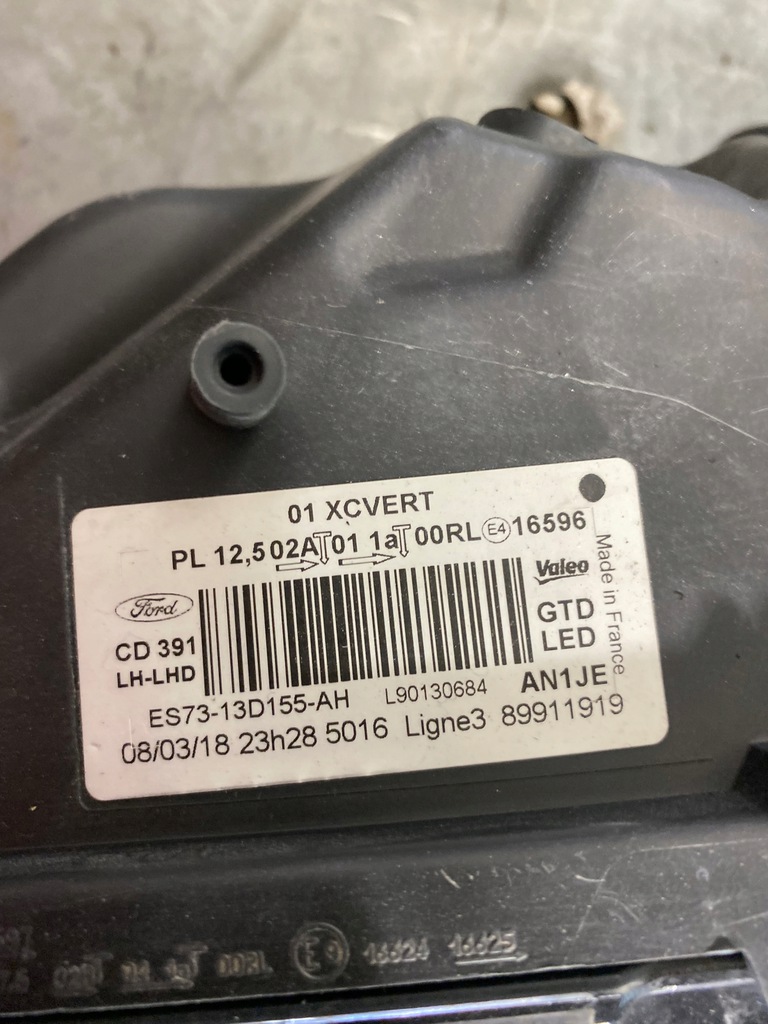 01 XCVERT
PL 12,5 02A 01 1a 00RL E4 16596
Ford
Valeo
Made in France
CD 391
GTD
LH-LHD
LED
ES73-13D155-AH L90130684 AN1JE
08/03/18 23h28 5016 Ligne3 89911919
16624 16625